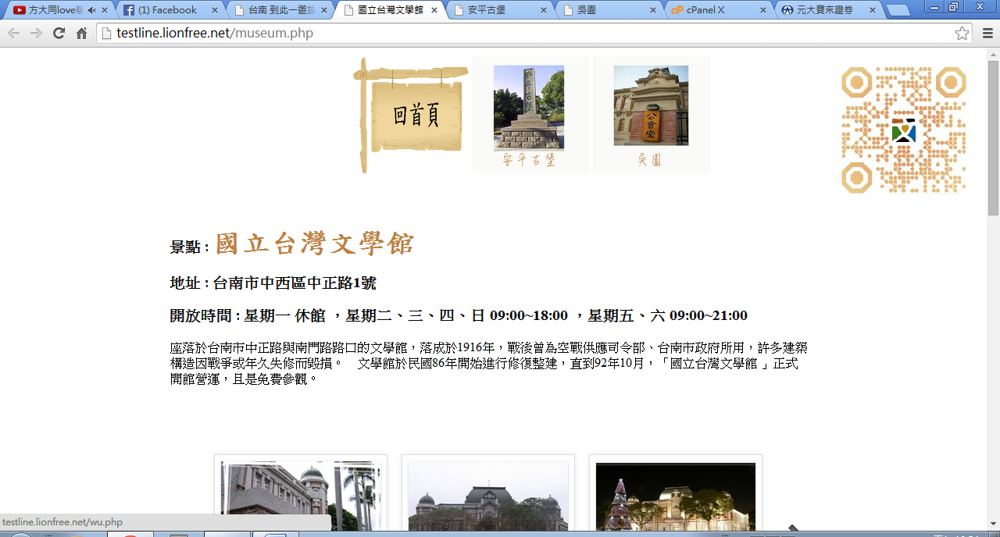 方大同love精
(1) Facebook
台南 到此一遊旅
國立台灣文學館
安平古堡
吳園
cPanel X
元大寶來證券
testline.lionfree.net/museum.php
回首頁
安平古堡
公會堂
安平古堡
吳園
景點 : 國立台灣文學館
地址 : 台南市中西區中正路1號
開放時間 : 星期一 休館 ，星期二、三、四、日 09:00~18:00 ，星期五、六 09:00~21:00
座落於台南市中正路與南門路路口的文學館，落成於1916年，戰後曾為空戰供應司令部、台南市政府所用，許多建築
構造因戰爭或年久失修而毀損。　文學館於民國86年開始進行修復整建，直到92年10月，「國立台灣文學館 」正式
開館營運，且是免費參觀。
testline.lionfree.net/wu.php